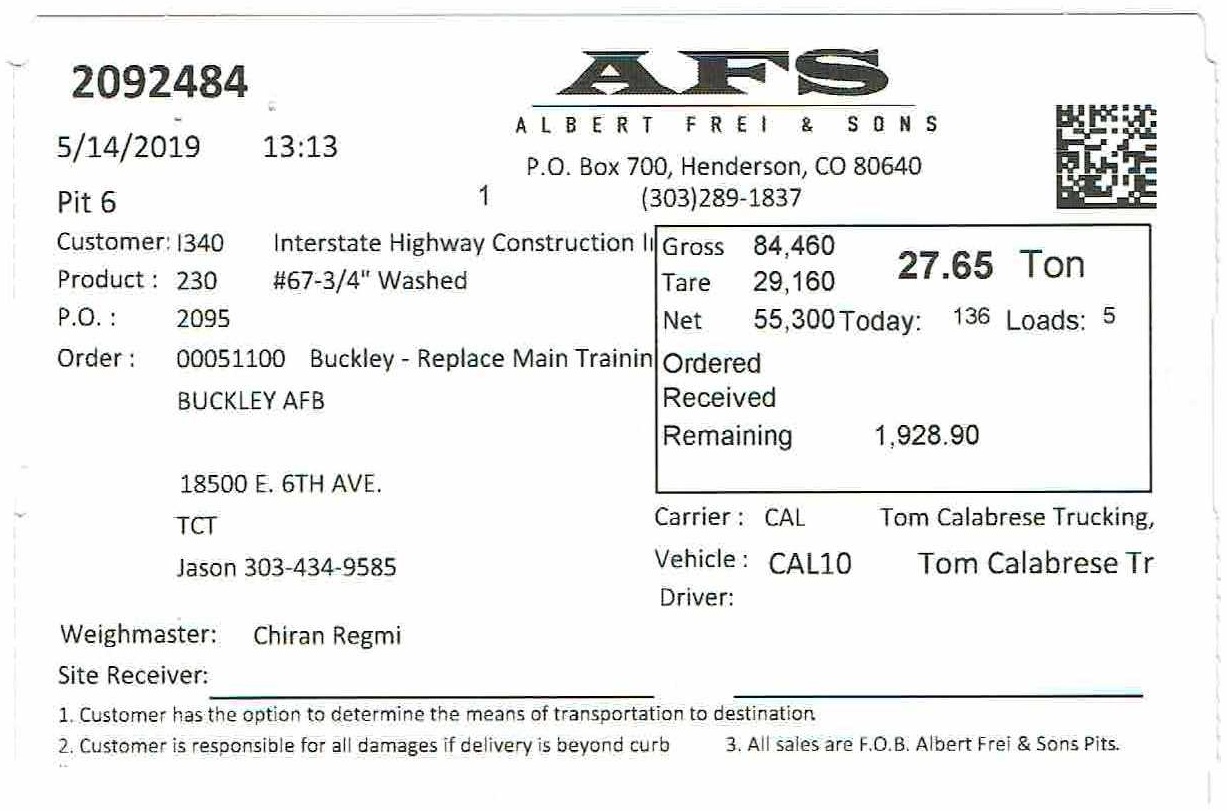 2092484
AFS
ALBERT FREI & SONS
5/14/2019 13:13
P.O. Box 700, Henderson, CO 80640
Pit 6 1 (303)289-1837
Customer: I340 Interstate Highway Construction I
Product : 230 #67-3/4" Washed
P.O. : 2095
Order : 00051100 Buckley - Replace Main Trainin
BUCKLEY AFB
18500 E. 6TH AVE.
TCT
Jason 303-434-9585
Gross 84,460 27.65 Ton
Tare 29,160
Net 55,300 Today: 136 Loads: 5
Ordered
Received
Remaining 1,928.90
Carrier : CAL Tom Calabrese Trucking,
Vehicle : CAL10 Tom Calabrese Tr
Driver:
Weighmaster: Chiran Regmi
Site Receiver:
1. Customer has the option to determine the means of transportation to destination
2. Customer is responsible for all damages if delivery is beyond curb 3. All sales are F.O.B. Albert Frei & Sons Pits.